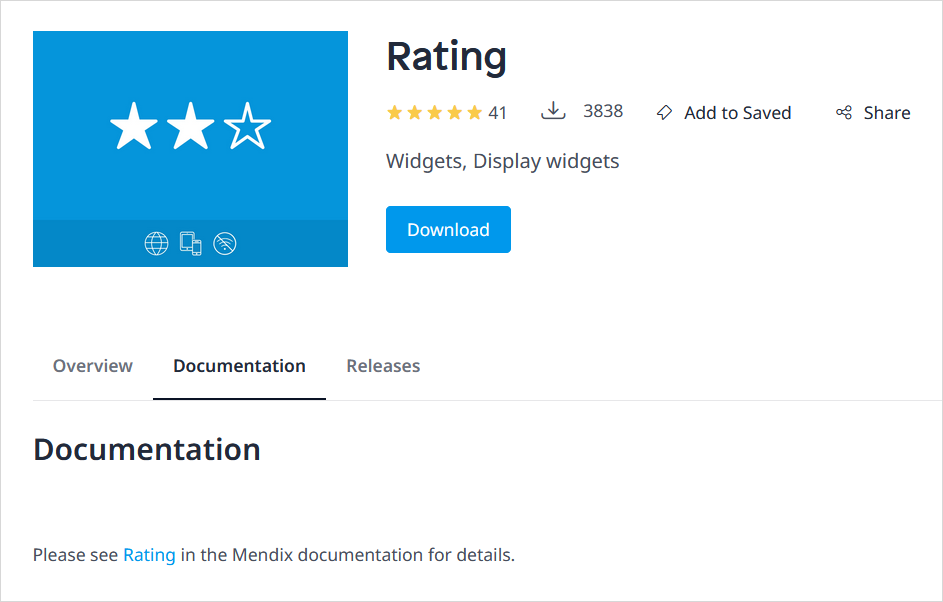 Rating
41 3838 Add to Saved Share
Widgets, Display widgets
Download
Overview Documentation Releases
Documentation
Please see Rating in the Mendix documentation for details.